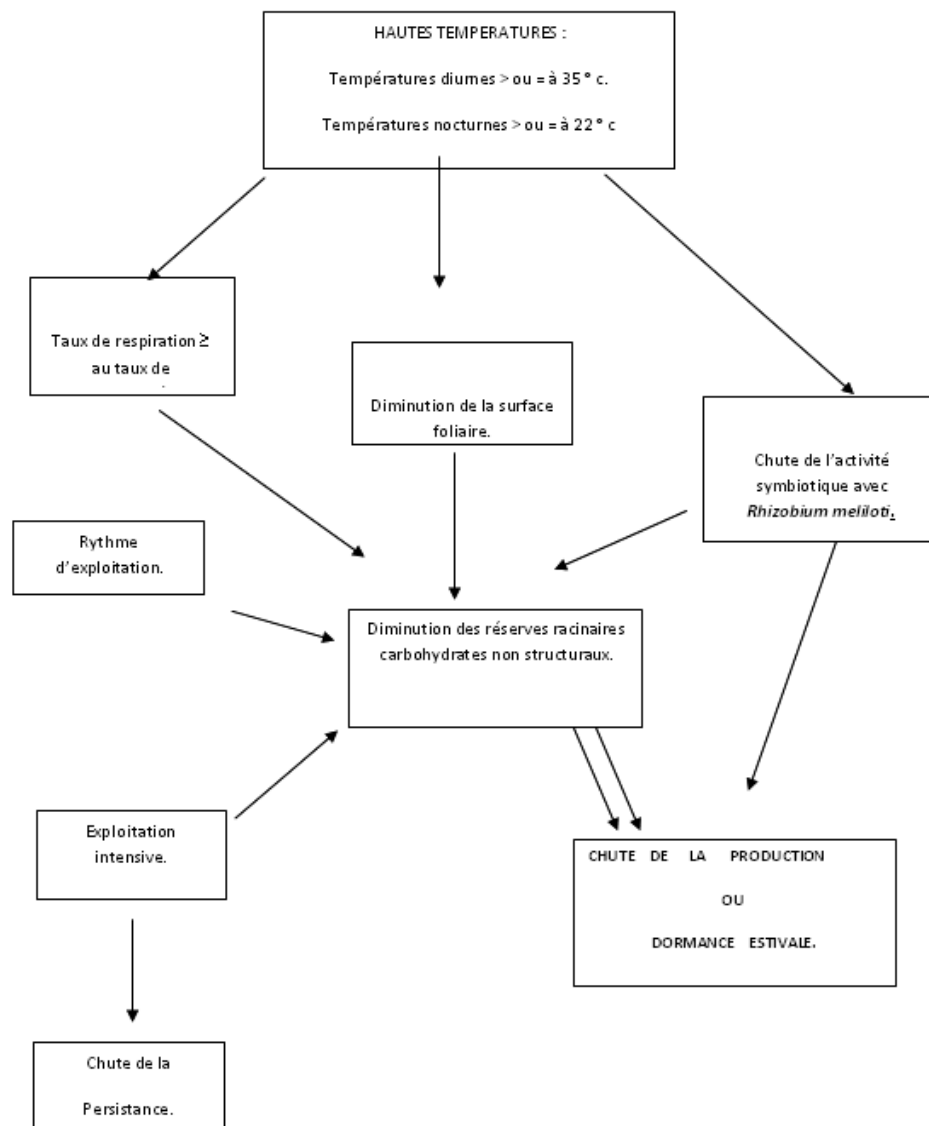 HAUTES TEMPERATURES :
Températures diurnes > ou = à 35° c.
Températures nocturnes > ou = à 22° c
Taux de respiration ≥
au taux de
Diminution de la surface
foliaire.
Chute de l'activité
symbiotique avec
Rhizobium meliloti.
Rythme
d'exploitation.
Diminution des réserves racinaires
carbohydrates non structuraux.
Exploitation
intensive.
CHUTE DE LA PRODUCTION
OU
DORMANCE ESTIVALE.
Chute de la
Persistance.